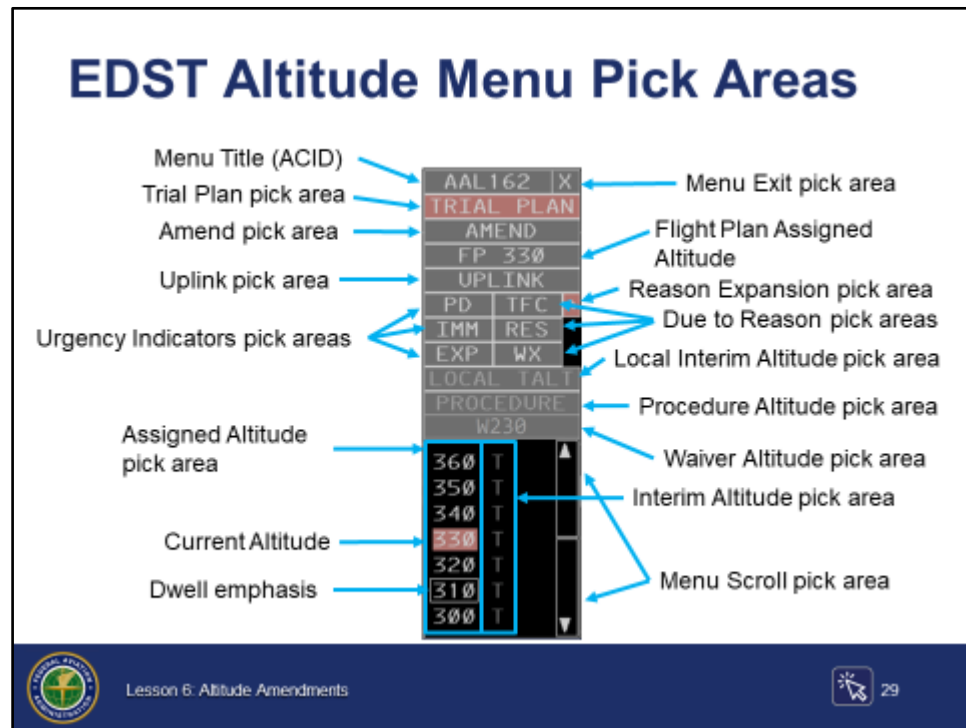 EDST Altitude Menu Pick Areas
Menu Title (ACID)
Trial Plan pick area
Amend pick area
Uplink pick area
Urgency Indicators pick areas
Assigned Altitude
pick area
Current Altitude
Dwell emphasis
AAL162 X
TRIAL PLAN
AMEND
FP 330
UPLINK
PD TFC
IMM RES
EXP WX
LOCAL TALT
PROCEDURE
W230
360 T
350 T
340 T
330 T
320 T
310 T
300 T
Menu Exit pick area
Flight Plan Assigned
Altitude
Reason Expansion pick area
Due to Reason pick areas
Local Interim Altitude pick area
Procedure Altitude pick area
Waiver Altitude pick area
Interim Altitude pick area
Menu Scroll pick area
FEDERAL AVIATION
ADMINISTRATION
Lesson 6: Altitude Amendments
29